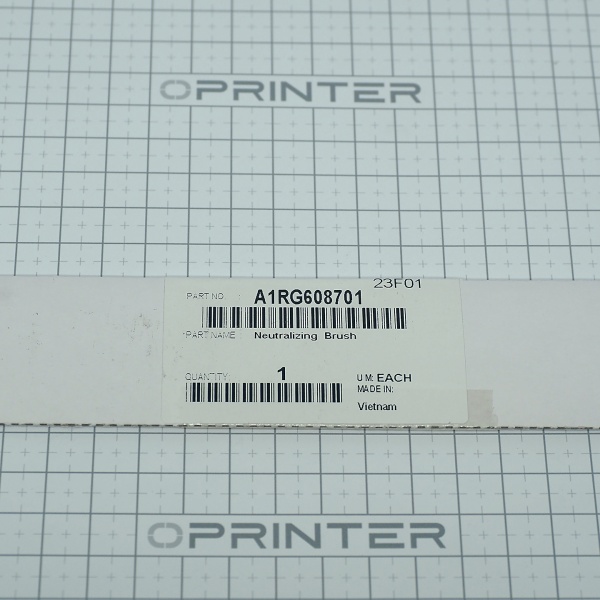 OPRINTER
23F01
PART NO. : A1RG608701
PART NAME : Neutralizing Brush
QUANTITY : 1
U M: EACH
MADE IN:
Vietnam
OPRINTER